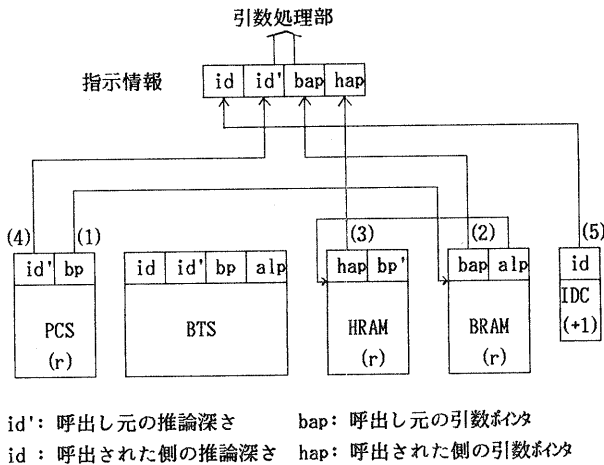 引数処理部
指示情報
id id' bap hap
(4) (1) (3) (2) (5)
id' bp
id id' bp alp
hap bp'
bap alp
id
PCS
(r)
BTS
HRAM
(r)
BRAM
(r)
IDC
(+1)
id': 呼出し元の推論深さ bap: 呼出し元の引数ポインタ
id : 呼出された側の推論深さ hap: 呼出された側の引数ポインタ